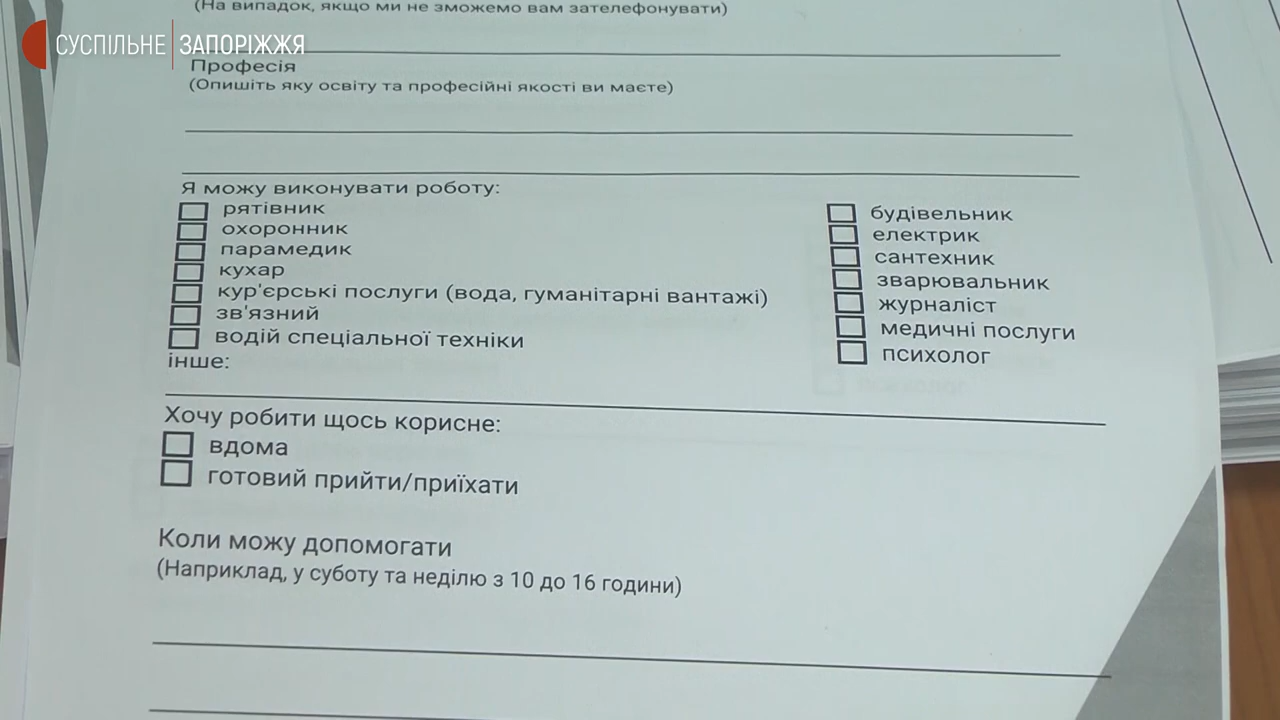 (На випадок, якщо ми не зможемо вам зателефонувати)
СУСПІЛЬНЕ ЗАПОРІЖЖЯ
Професія
(Опишіть яку освіту та професійні якості ви маєте)
Я можу виконувати роботу:
рятівник
охоронник
парамедик
кухар
кур'єрські послуги (вода, гуманітарні вантажі)
зв'язний
водій спеціальної техніки
інше:
будівельник
електрик
сантехник
зварювальник
журналіст
медичні послуги
психолог
Хочу робити щось корисне:
вдома
готовий прийти/приїхати
Коли можу допомогати
(Наприклад, у суботу та неділю з 10 до 16 години)